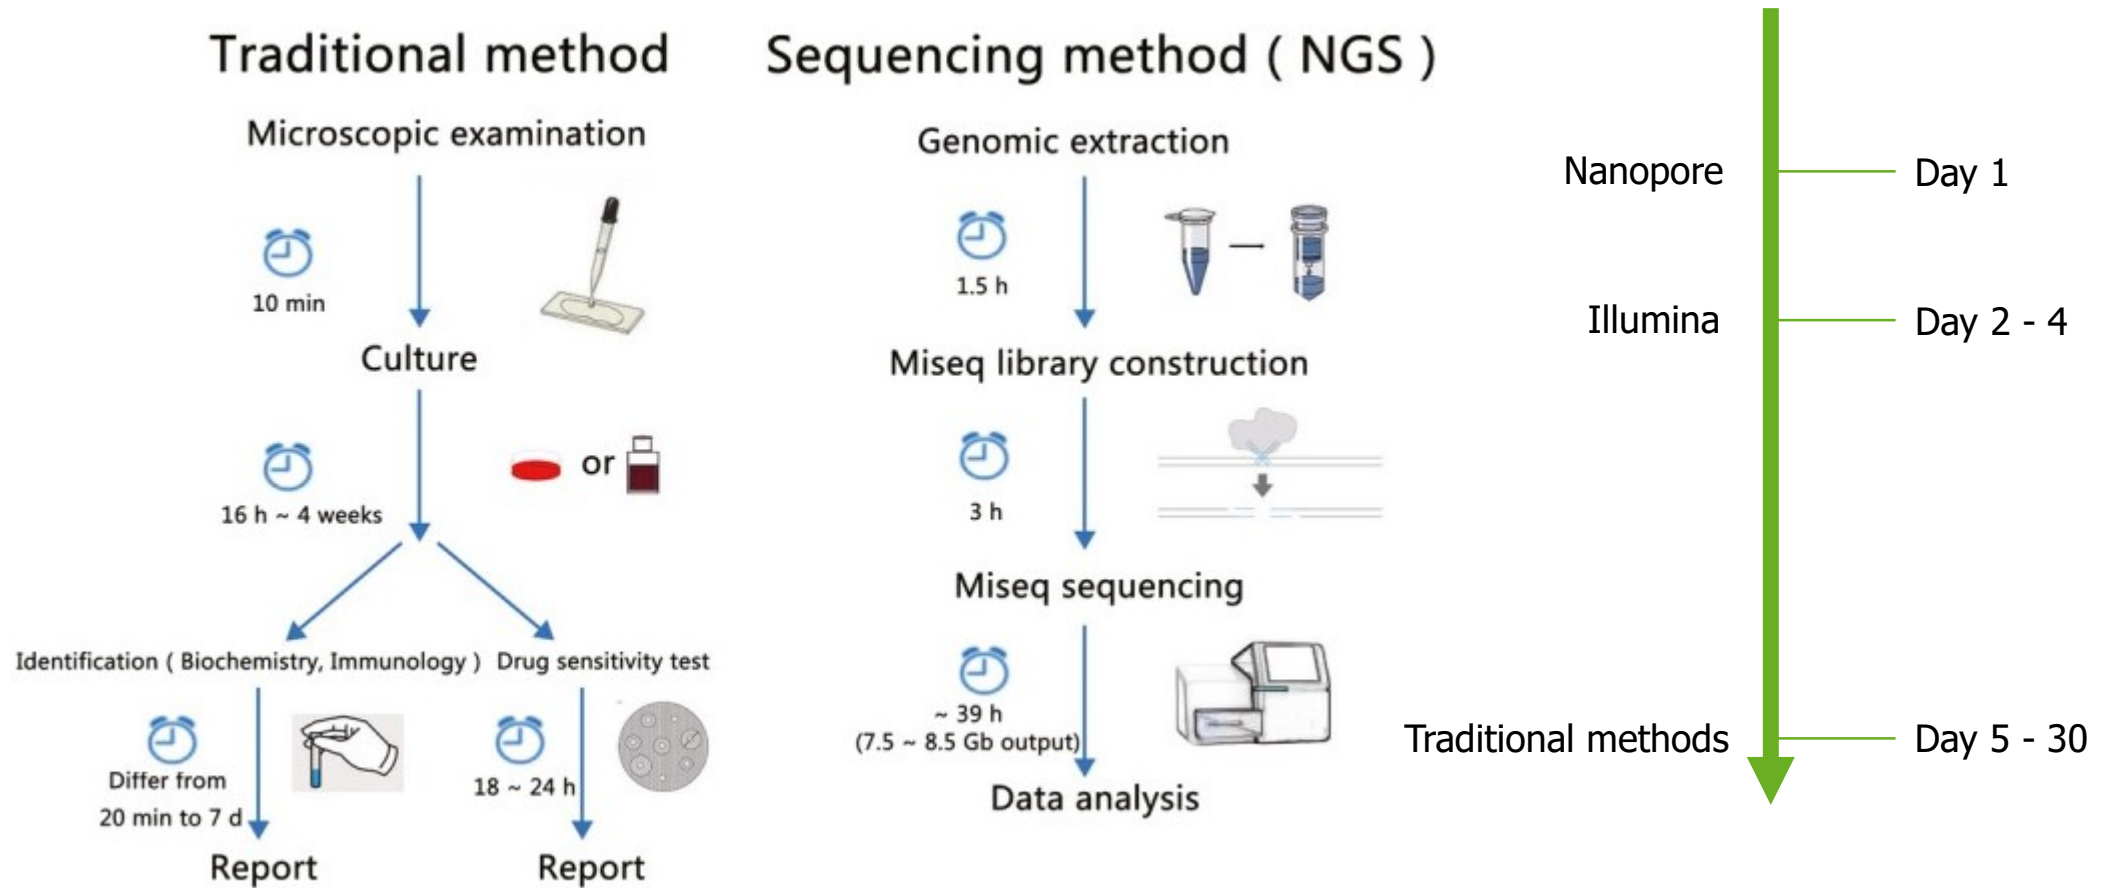 Traditional method
Microscopic examination
10 min
Culture
16 h ~ 4 weeks
or
Identification ( Biochemistry, Immunology )
Drug sensitivity test
Differ from
20 min to 7 d
18 ~ 24 h
Report
Report
Sequencing method ( NGS )
Genomic extraction
1.5 h
Miseq library construction
3 h
Miseq sequencing
~ 39 h
(7.5 ~ 8.5 Gb output)
Data analysis
Nanopore
Day 1
Illumina
Day 2 - 4
Traditional methods
Day 5 - 30